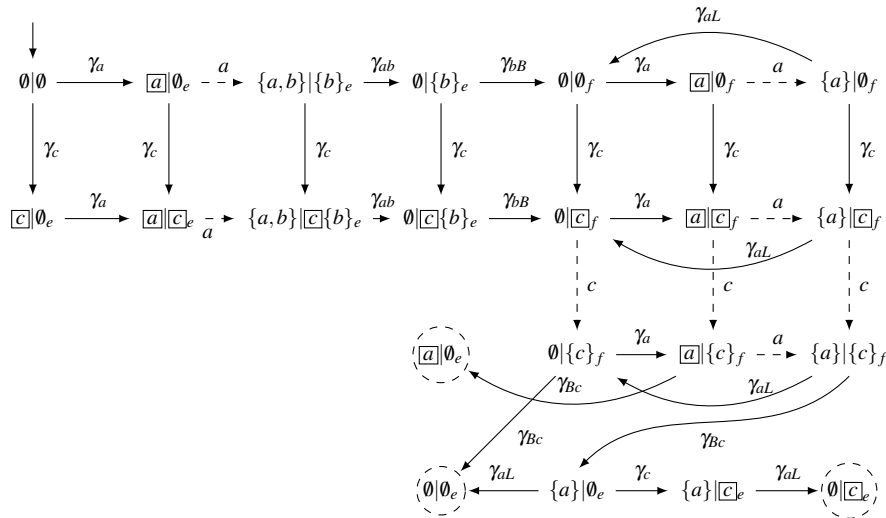 γaL
γa a γab γbB γa a
∅|∅ a|∅e {a,b}|{b}e ∅|{b}e ∅|∅f a|∅f {a}|∅f
γc γc γc γc γc γc γc
γa a γab γbB γa a
c|∅e a|ce {a,b}|c{b}e ∅|c{b}e ∅|cf a|cf {a}|cf
γaL
c c c
γa a
a|∅e ∅|{c}f a|{c}f {a}|{c}f
γBc γaL
γBc γBc
γaL γc γaL
∅|∅e {a}|∅e {a}|ce ∅|ce